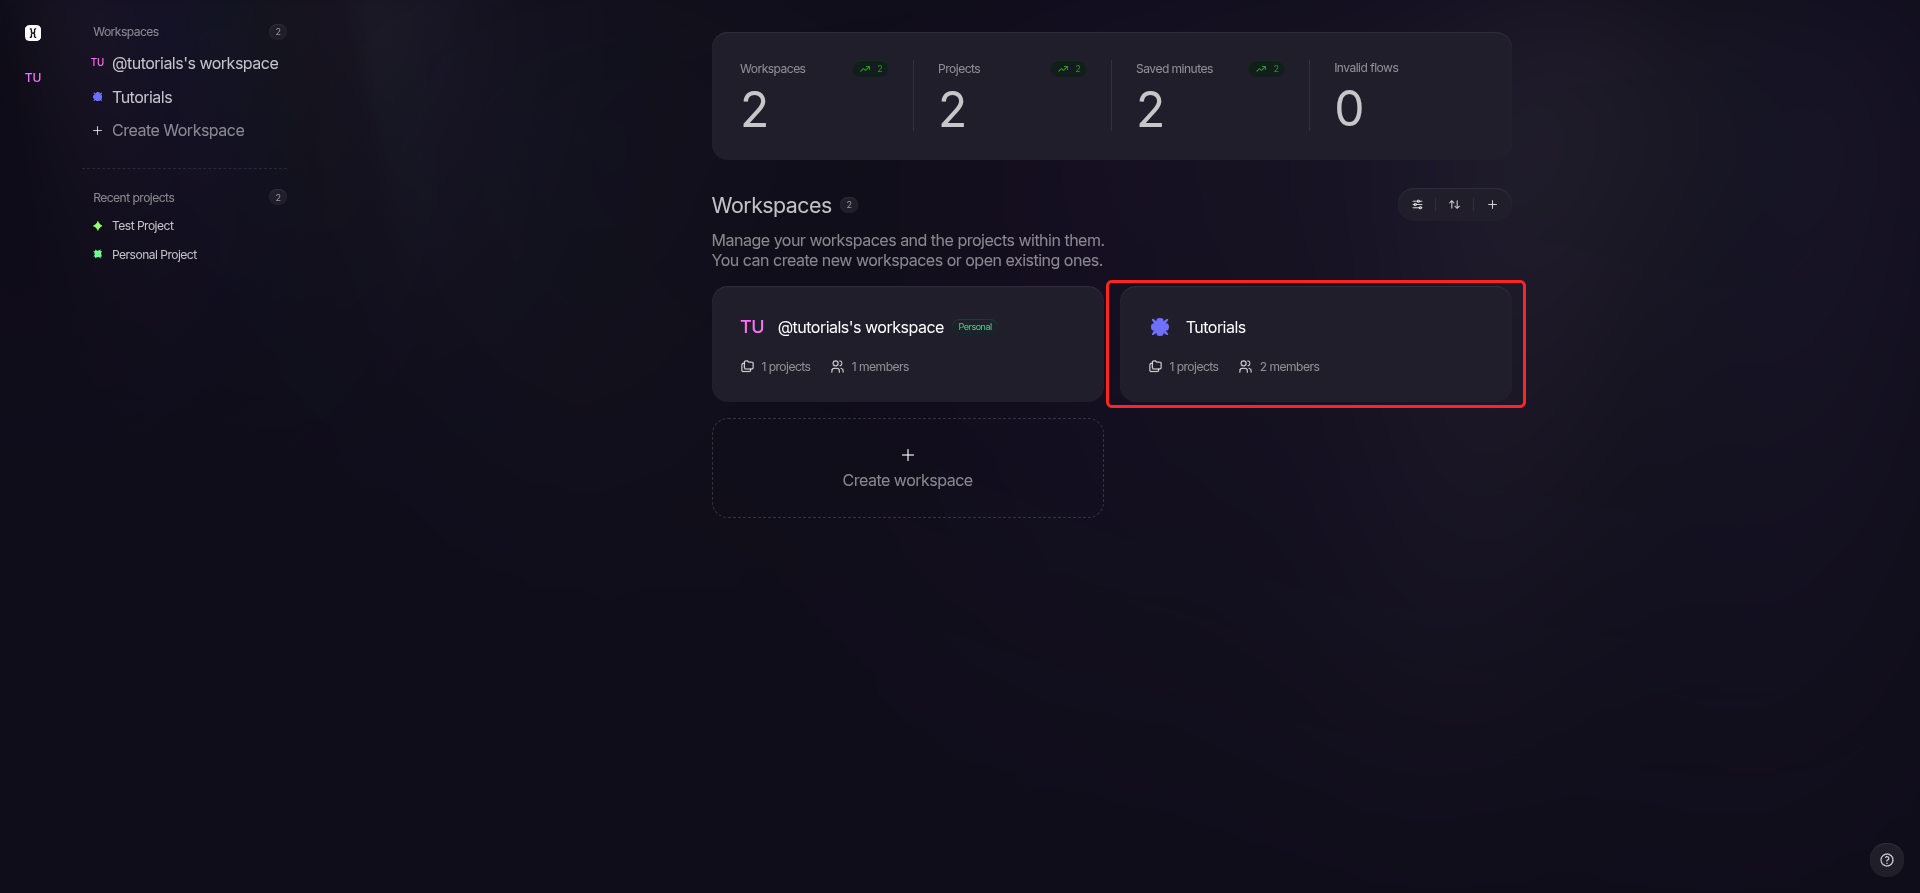 Workspaces 2
TU
TU @tutorials's workspace
Tutorials
+ Create Workspace
Recent projects 2
Test Project
Personal Project
Workspaces 2
2
Projects 2
2
Saved minutes 2
2
Invalid flows
0
Workspaces 2
Manage your workspaces and the projects within them.
You can create new workspaces or open existing ones.
TU @tutorials's workspace Personal
1 projects 1 members
Tutorials
1 projects 2 members
+
Create workspace